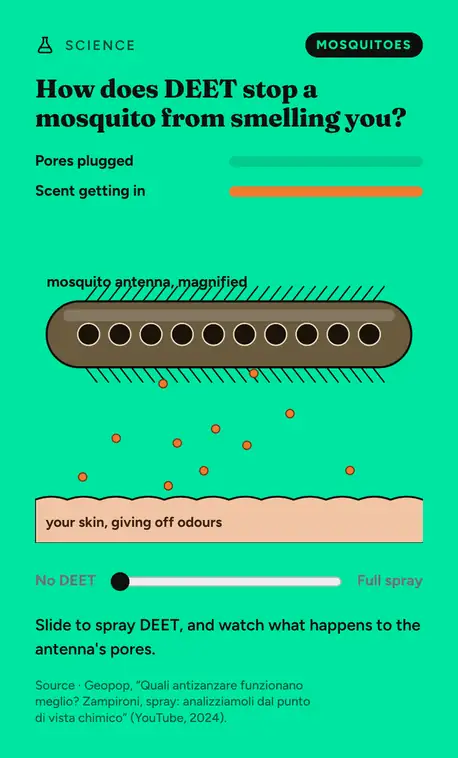 SCIENCE
MOSQUITOES
How does DEET stop a
mosquito from smelling you?
Pores plugged
Scent getting in
mosquito antenna, magnified
your skin, giving off odours
No DEET
Full spray
Slide to spray DEET, and watch what happens to the
antenna's pores.
Source · Geopop, “Quali antizanzare funzionano
meglio? Zampironi, spray: analizziamoli dal punto
di vista chimico” (YouTube, 2024).